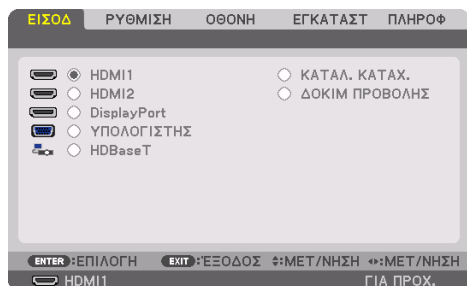 ΕΙΣΟΔ ΡΥΘΜΙΣΗ ΟΘΟΝΗ ΕΓΚΑΤΑΣΤ ΠΛΗΡΟΦ
HDMI1 ΚΑΤΑΛ. ΚΑΤΑΧ.
HDMI2 ΔΟΚΙΜ ΠΡΟΒΟΛΗΣ
DisplayPort
ΥΠΟΛΟΓΙΣΤΗΣ
HDBaseT
ENTER:ΕΠΙΛΟΓΗ EXIT:ΈΞΟΔΟΣ :ΜΕΤ/ΝΗΣΗ :ΜΕΤ/ΝΗΣΗ
HDMI1 ΓΙΑ ΠΡΟΧ.